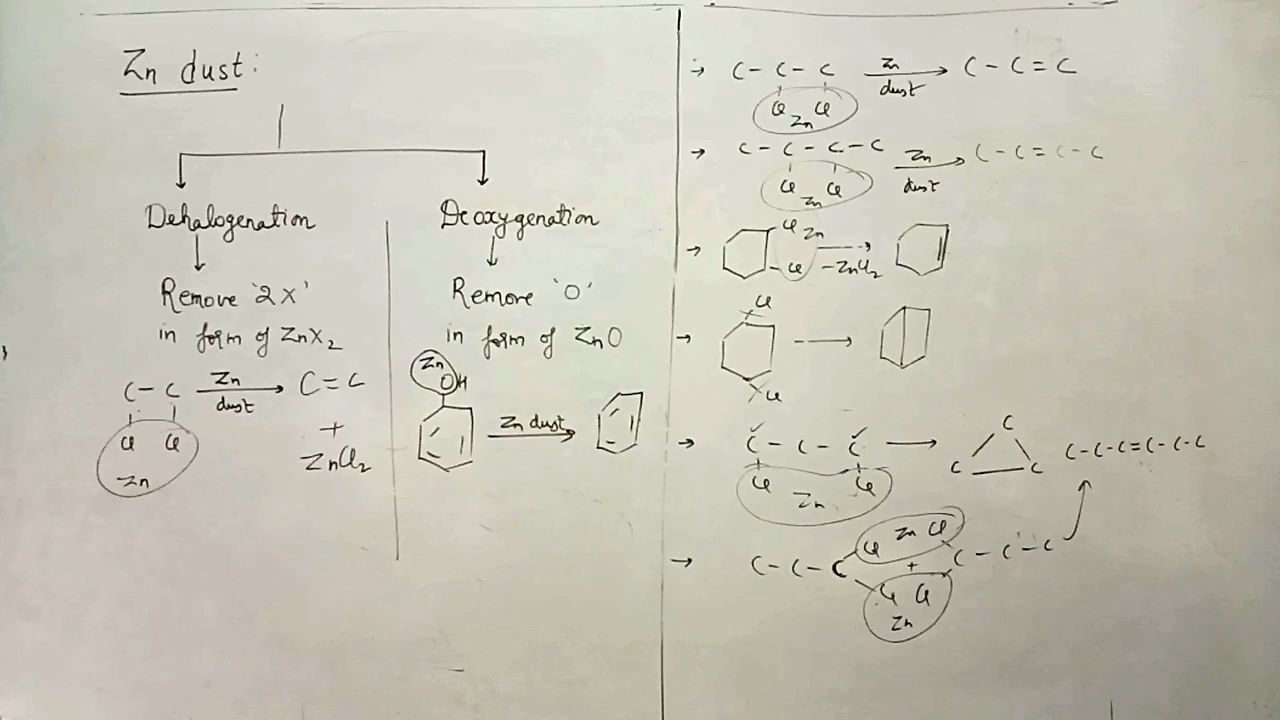 Zn dust:
Dehalogenation
Remove '2X'
in form of ZnX2
C - C Zn dust → C = C
Cl Cl
Zn
+
ZnCl2
Deoxygenation
Remove 'O'
in form of ZnO
Zn
OH
Zn dust
→ C - C - C Zn dust → C - C = C
Cl Cl
Zn
→ C - C - C - C Zn dust → C - C = C - C
Cl Cl
Zn
→ Cl Zn
Cl - ZnCl2
Cl
→
Cl
→ C - C - C → C C C
Cl Cl
Zn
C - C - C = C - C - C
→ C - C - C Cl Zn Cl C - C - C
+
Cl Cl
Zn